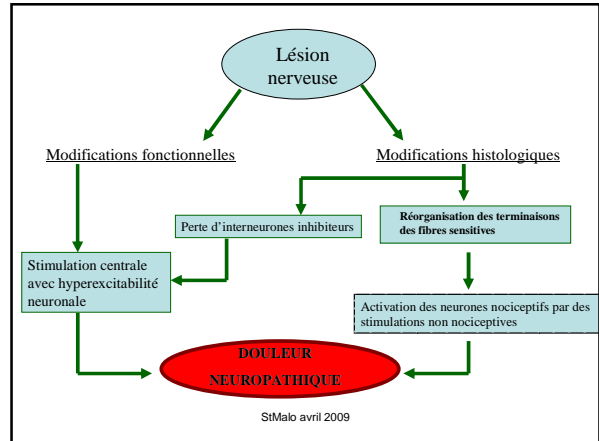 Lésion
nerveuse
Modifications fonctionnelles
Modifications histologiques
Perte d'interneurones inhibiteurs
Réorganisation des terminaisons
des fibres sensitives
Stimulation centrale
avec hyperexcitabilité
neuronale
Activation des neurones nociceptifs par des
stimulations non nociceptives
DOULEUR
NEUROPATHIQUE
StMalo avril 2009